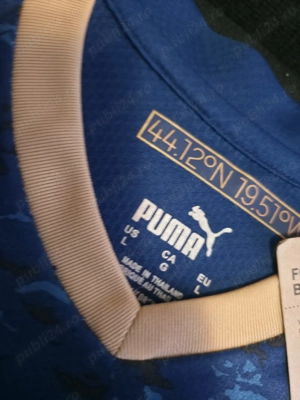 44.12°N 19.51°W
PUMA
US CA EU
L G L
MADE IN THAILAND